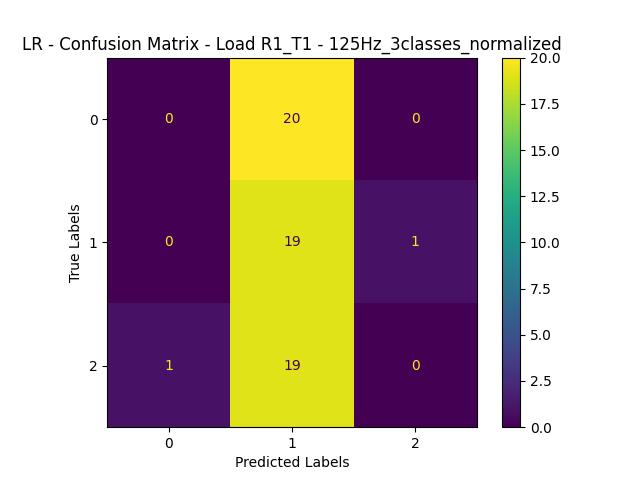 LR - Confusion Matrix - Load R1_T1 - 125Hz_3classes_normalized
True Labels
0 0 20 0
1 0 19 1
2 1 19 0
0 1 2
Predicted Labels
20.0
17.5
15.0
12.5
10.0
7.5
5.0
2.5
0.0